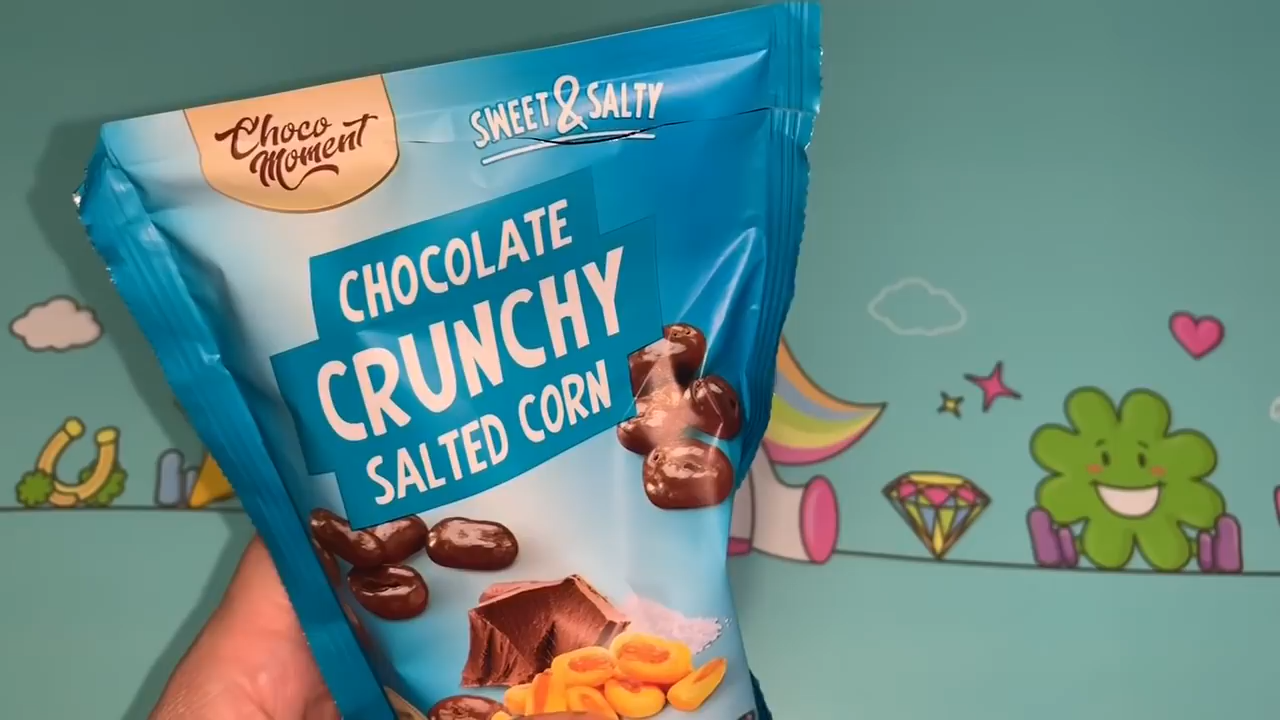 Choco
Moment
SWEET & SALTY
CHOCOLATE
CRUNCHY
SALTED CORN